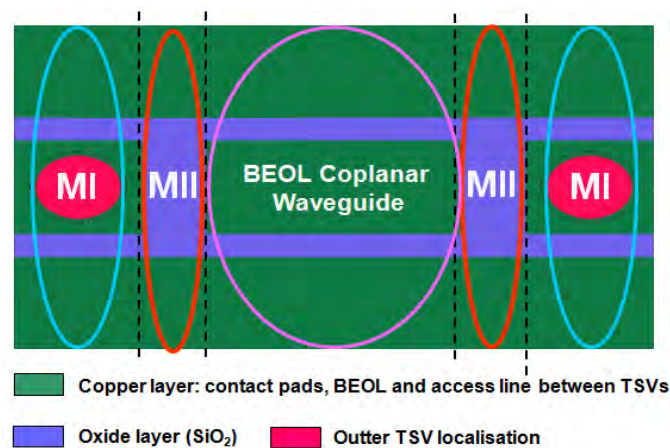 MI MII BEOL Coplanar Waveguide MII MI
Copper layer: contact pads, BEOL and access line between TSVs
Oxide layer (SiO₂)
Outter TSV localisation